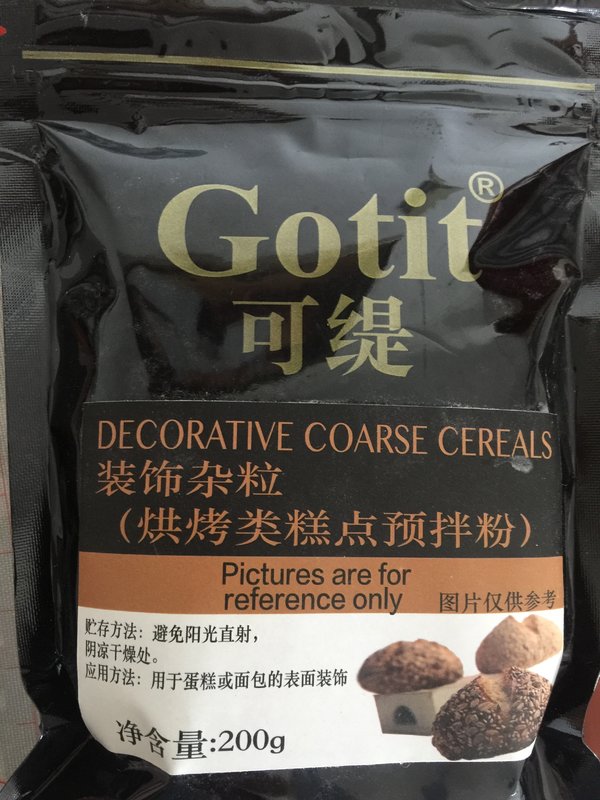 Gotit®
可缇
DECORATIVE COARSE CEREALS
装饰杂粒
（烘烤类糕点预拌粉）
Pictures are for
reference only 图片仅供参考
贮存方法：避免阳光直射，
阴凉干燥处。
应用方法：用于蛋糕或面包的表面装饰
净含量:200g